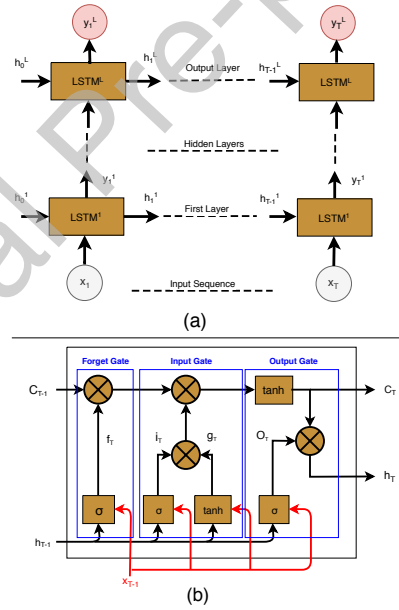 y₁ᴸ yTᴸ
h₀ᴸ LSTMᴸ h₁ᴸ Output Layer hT-1ᴸ LSTMᴸ
Hidden Layers
y₁¹ yT¹
h₀¹ LSTM¹ h₁¹ First Layer hT-1¹ LSTM¹
x₁ Input Sequence xT
(a)
Forget Gate Input Gate Output Gate
CT-1 tanh CT
fT iT gT OT
hT
σ σ tanh σ
hT-1
xT-1
(b)